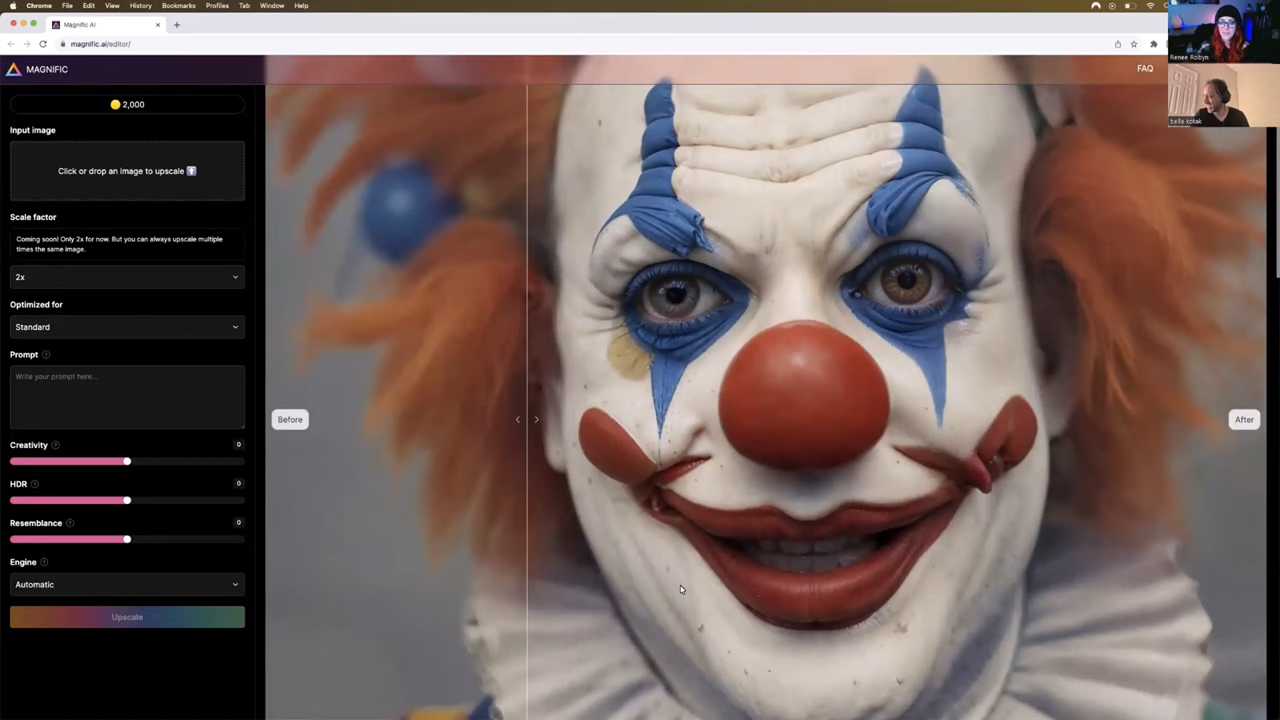 Chrome File Edit View History Bookmarks Profiles Tab Window Help
Magnific AI
magnific.ai/editor/
MAGNIFIC
FAQ
2,000
Input image
Click or drop an image to upscale
Scale factor
Coming soon! Only 2x for now. But you can always upscale multiple
times the same image.
2x
Optimized for
Standard
Prompt
Write your prompt here...
Creativity 0
HDR 0
Resemblance 0
Engine
Automatic
Upscale
Before
After
Renee Robyn
bella kotak